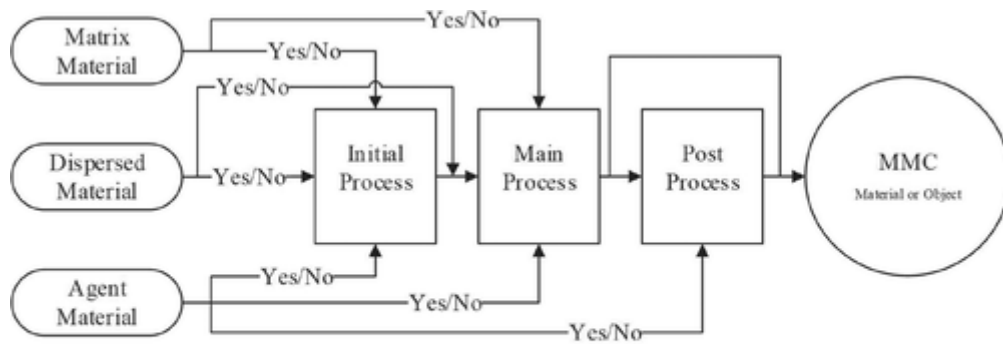 Matrix
Material
Yes/No
Yes/No
Yes/No
Dispersed
Material
Yes/No
Initial
Process
Main
Process
Post
Process
MMC
Material or Object
Agent
Material
Yes/No
Yes/No
Yes/No